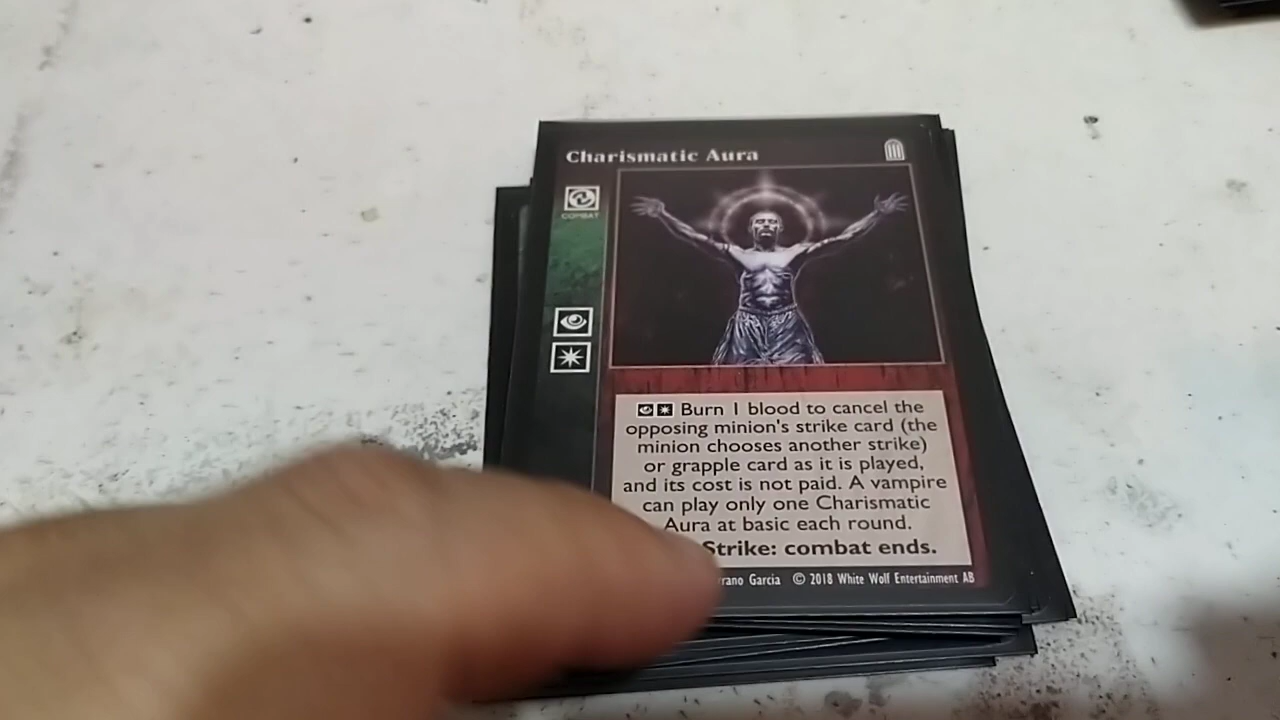 Charismatic Aura
COMBAT
Burn 1 blood to cancel the
opposing minion's strike card (the
minion chooses another strike)
or grapple card as it is played,
and its cost is not paid. A vampire
can play only one Charismatic
Aura at basic each round.
Strike: combat ends.
Garcia © 2018 White Wolf Entertainment AB